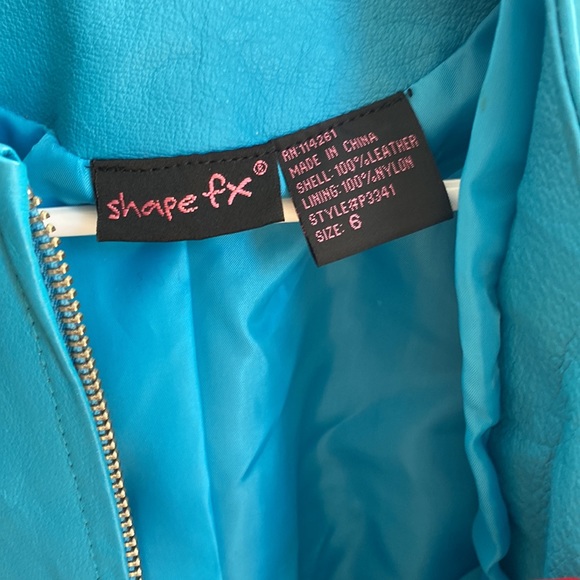 shape fx®
RN:114261
MADE IN CHINA
SHELL:100%LEATHER
LINING:100%NYLON
STYLE#P3341
SIZE: 6